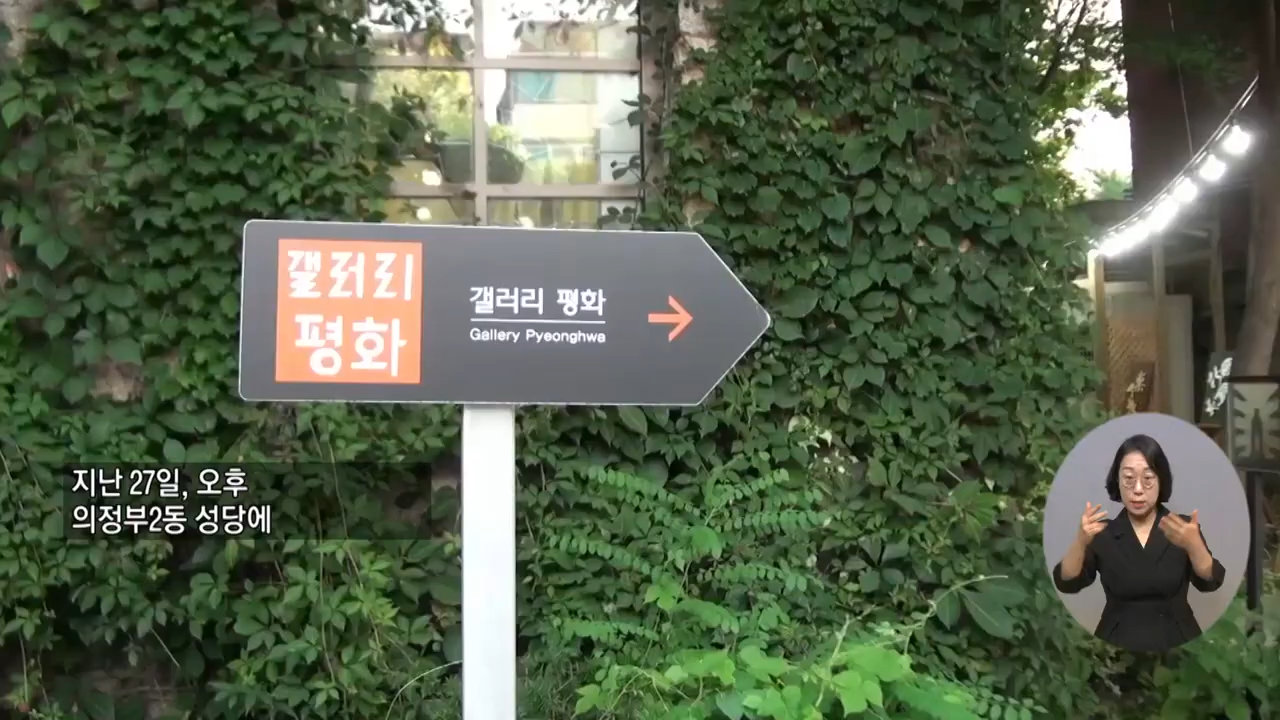 갤러리
평화
갤러리 평화
Gallery Pyeonghwa
지난 27일, 오후
의정부2동 성당에